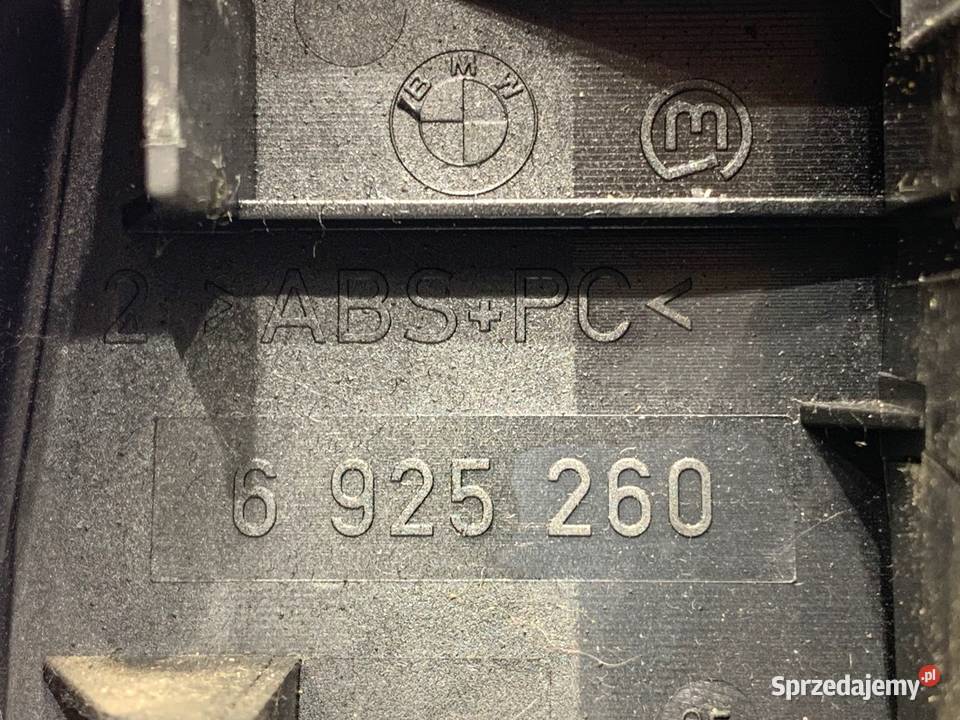 BMW
2 >ABS+PC<
6 925 260
Sprzedajemy.pl